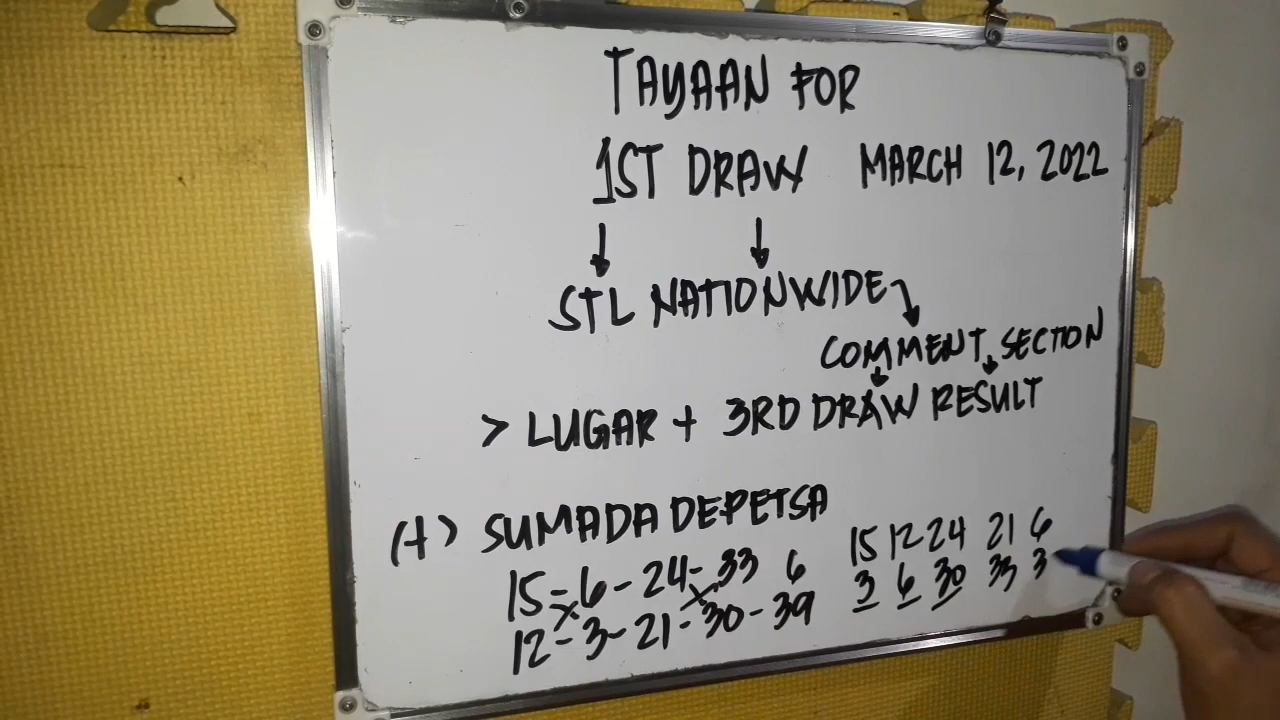 TAYAAN FOR
1ST DRAW MARCH 12, 2022
STL NATIONWIDE
COMMENT SECTION
> LUGAR + 3RD DRAW RESULT
(+) SUMADA DEPETSA
15 - 6 - 24 - 33 6
12 - 3 - 21 - 30 - 39
15 12 24 21 6
3 6 30 33 3